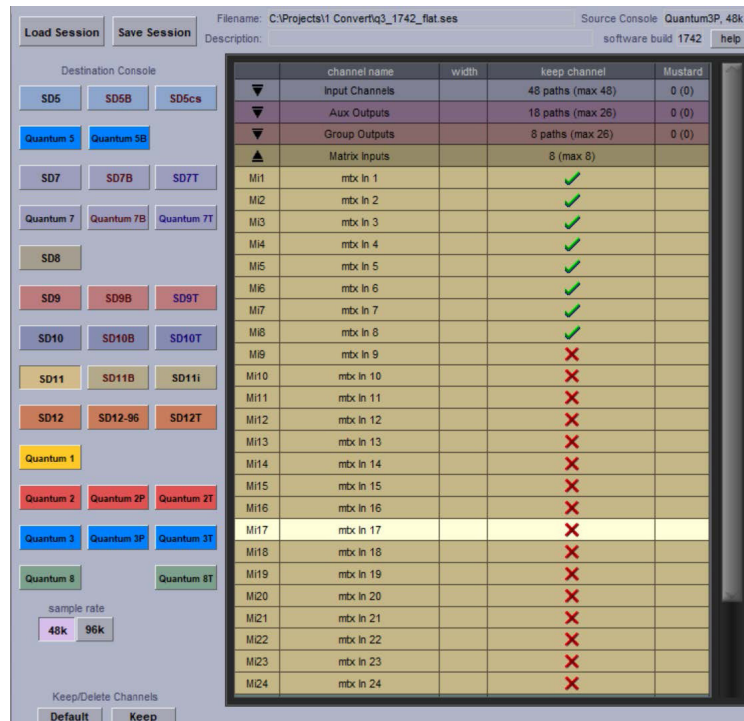 Load Session Save Session Filename: C:\Projects\1 Convert\q3_1742_flat.ses Source Console Quantum3P, 48k
Description: software build 1742 help
Destination Console
SD5 SD5B SD5cs
Quantum 5 Quantum 5B
SD7 SD7B SD7T
Quantum 7 Quantum 7B Quantum 7T
SD8
SD9 SD9B SD9T
SD10 SD10B SD10T
SD11 SD11B SD11i
SD12 SD12-96 SD12T
Quantum 1
Quantum 2 Quantum 2P Quantum 2T
Quantum 3 Quantum 3P Quantum 3T
Quantum 8 Quantum 8T
sample rate
48k 96k
Keep/Delete Channels
Default Keep
channel name width keep channel Mustard
Input Channels 48 paths (max 48) 0 (0)
Aux Outputs 18 paths (max 26) 0 (0)
Group Outputs 8 paths (max 26) 0 (0)
Matrix Inputs 8 (max 8)
Mi1 mtx In 1
Mi2 mtx In 2
Mi3 mtx In 3
Mi4 mtx In 4
Mi5 mtx In 5
Mi6 mtx In 6
Mi7 mtx In 7
Mi8 mtx In 8
Mi9 mtx In 9
Mi10 mtx In 10
Mi11 mtx In 11
Mi12 mtx In 12
Mi13 mtx In 13
Mi14 mtx In 14
Mi15 mtx In 15
Mi16 mtx In 16
Mi17 mtx In 17
Mi18 mtx In 18
Mi19 mtx In 19
Mi20 mtx In 20
Mi21 mtx In 21
Mi22 mtx In 22
Mi23 mtx In 23
Mi24 mtx In 24